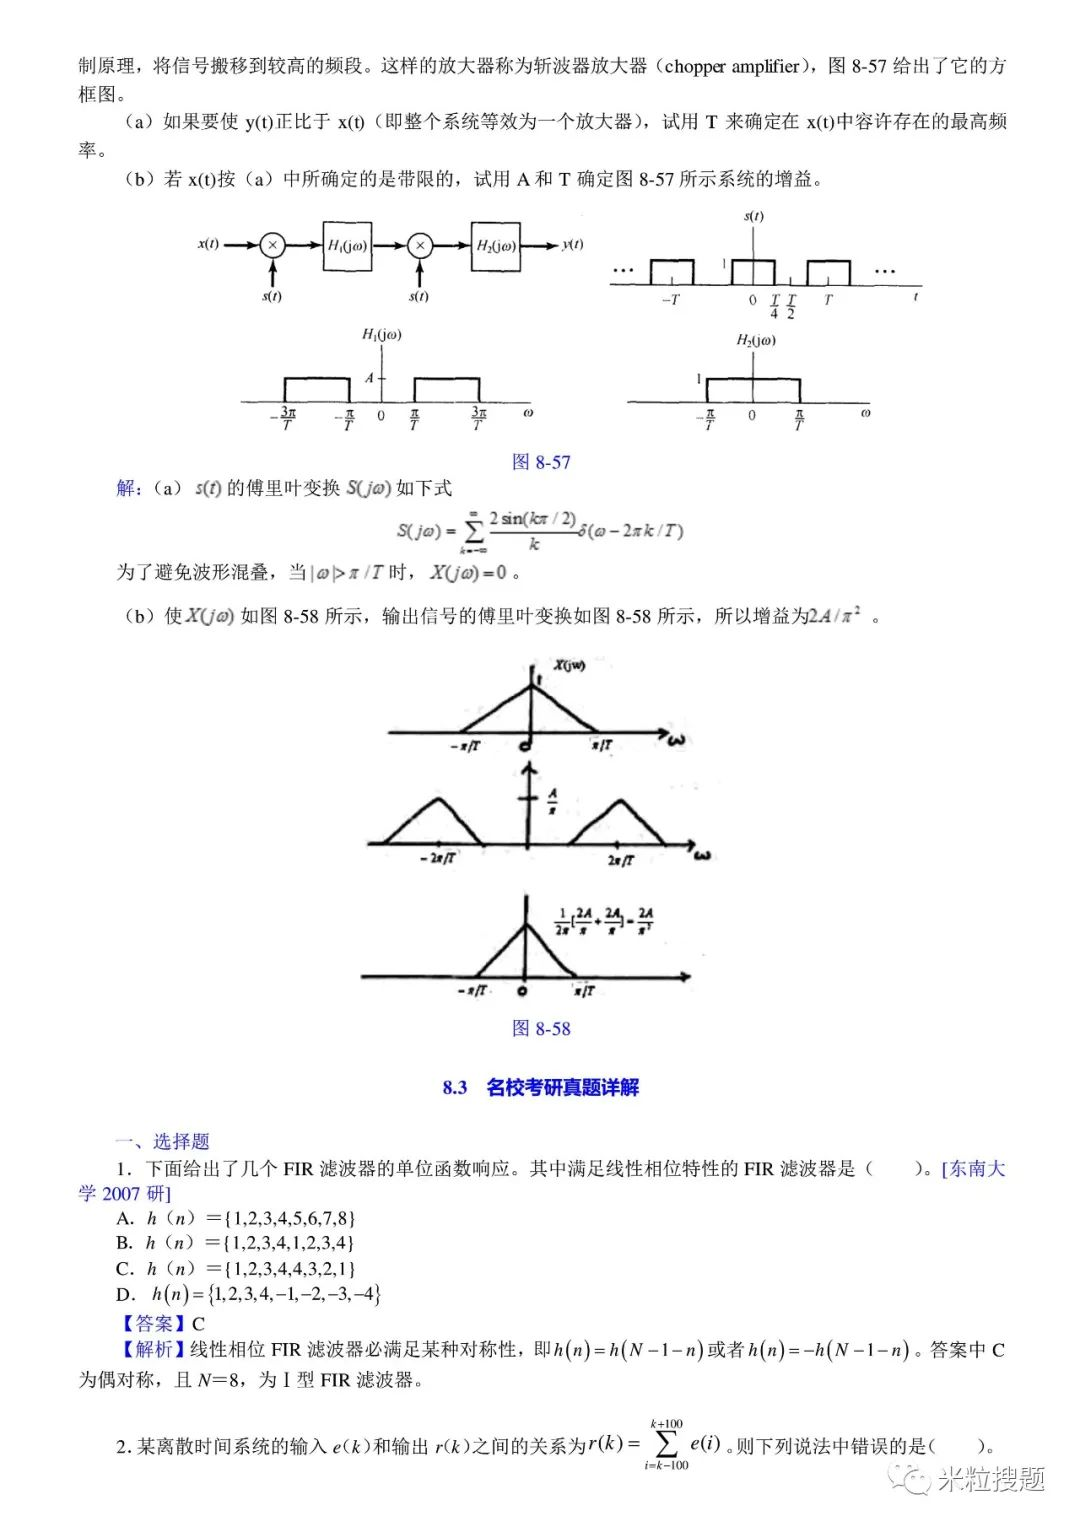 制原理，将信号搬移到较高的频段。这样的放大器称为斩波器放大器（chopper amplifier），图 8-57 给出了它的方
框图。
（a）如果要使 y(t)正比于 x(t)（即整个系统等效为一个放大器），试用 T 来确定在 x(t)中容许存在的最高频
率。
（b）若 x(t)按（a）中所确定的是带限的，试用 A 和 T 确定图 8-57 所示系统的增益。
x(t) × H₁(jω) × H₂(jω) y(t)
s(t) s(t)
s(t)
1
··· ···
−T 0 T/4 T/2 T t
H₁(jω)
A
−3π/T −π/T 0 π/T 3π/T ω
H₂(jω)
1
−π/T 0 π/T ω
图 8-57
解：（a） s(t) 的傅里叶变换 S(jω) 如下式
S(jω) = ∑_{k=−∞}^{∞} 2 sin(kπ / 2)/k δ(ω − 2πk / T)
为了避免波形混叠，当|ω|> π /T 时， X(jω) = 0 。
（b）使 X(jω) 如图 8-58 所示，输出信号的傅里叶变换如图 8-58 所示，所以增益为2A/π² 。
X(jw)
−π/T 0 π/T ω
A/π
−2π/T 2π/T ω
1/2π[2A/π + 2A/π] = 2A/π²
−π/T 0 π/T
图 8-58
8.3 名校考研真题详解
一、选择题
1．下面给出了几个 FIR 滤波器的单位函数响应。其中满足线性相位特性的 FIR 滤波器是（ ）。[东南大
学 2007 研]
A．h（n）＝{1,2,3,4,5,6,7,8}
B．h（n）＝{1,2,3,4,1,2,3,4}
C．h（n）＝{1,2,3,4,4,3,2,1}
D． h(n) = {1,2,3,4,−1,−2,−3,−4}
【答案】C
【解析】线性相位 FIR 滤波器必满足某种对称性，即h(n) = h(N −1− n)或者h(n) = −h(N −1− n)。答案中 C
为偶对称，且 N＝8，为Ⅰ型 FIR 滤波器。
2．某离散时间系统的输入 e（k）和输出 r（k）之间的关系为r(k) = ∑_{i=k−100}^{k+100} e(i) 。则下列说法中错误的是（ ）。
米粒搜题